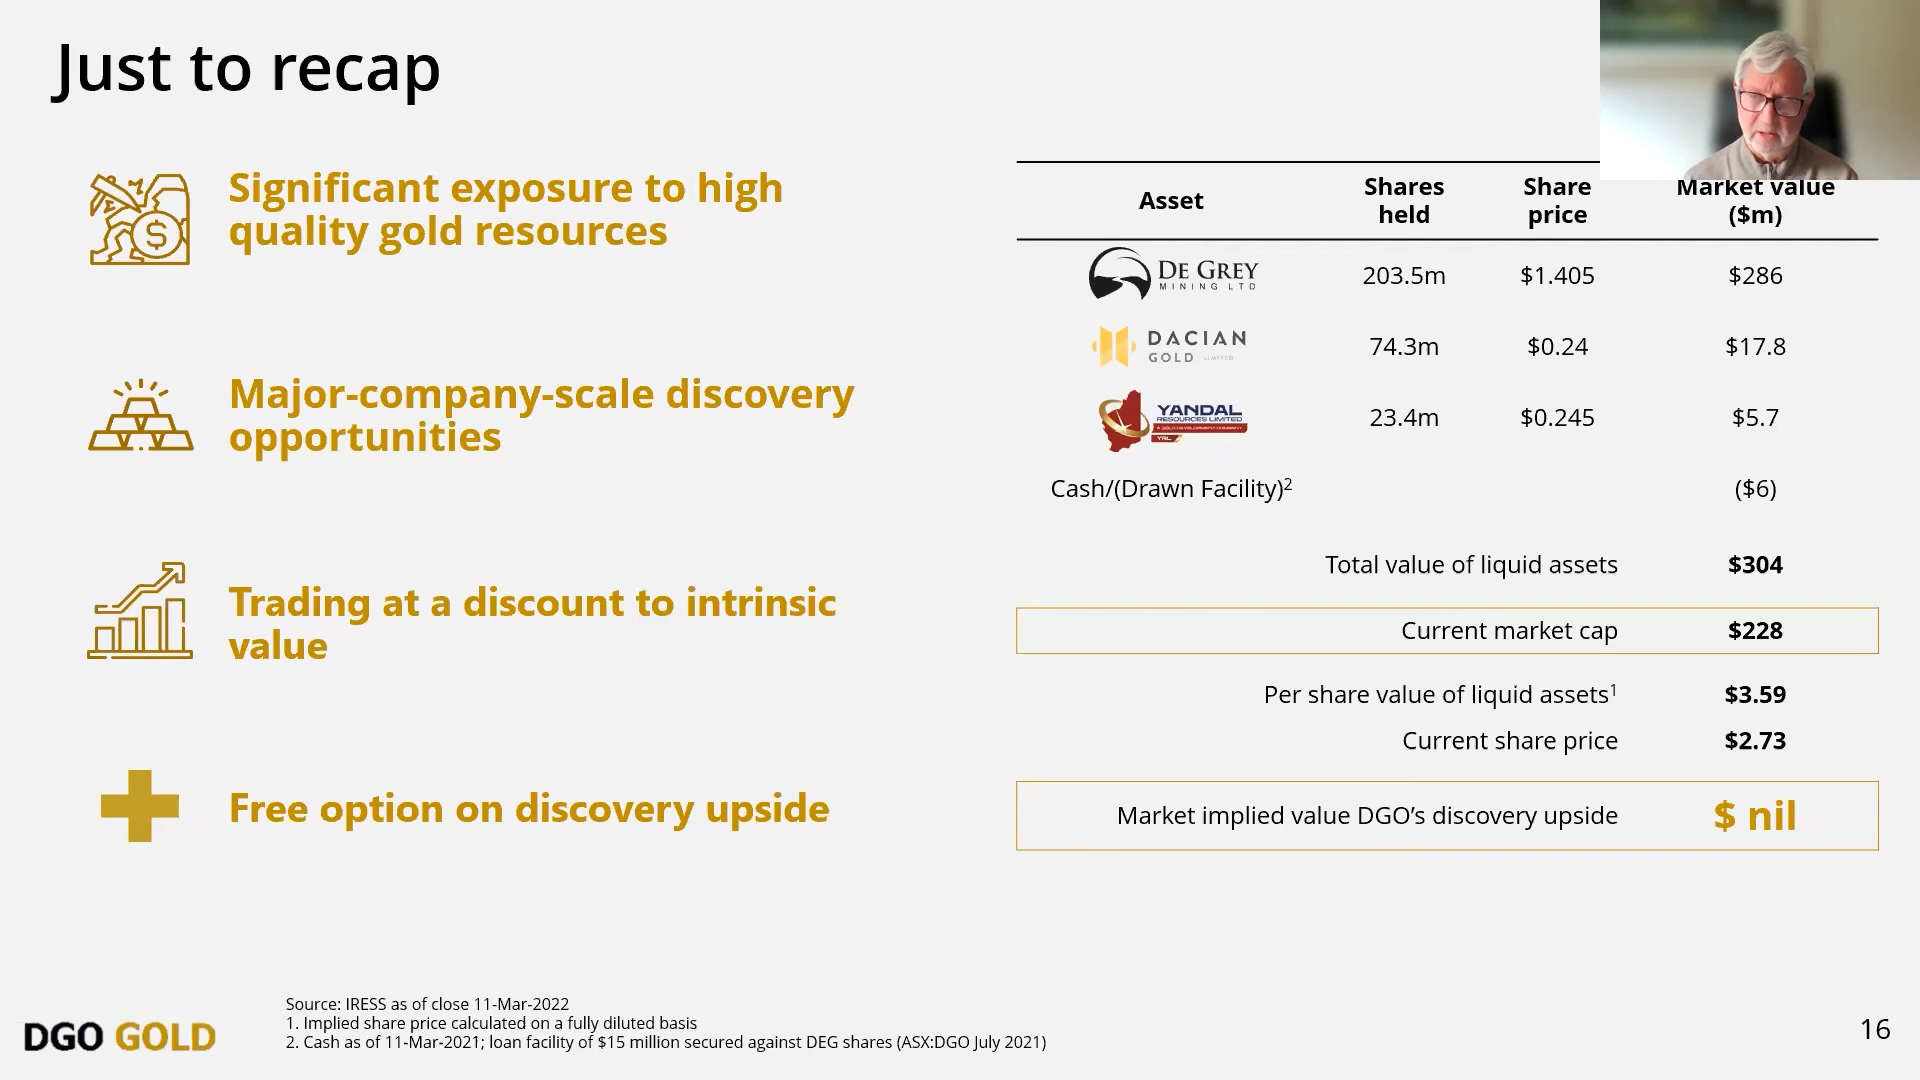 Just to recap
Significant exposure to high
quality gold resources
Major-company-scale discovery
opportunities
Trading at a discount to intrinsic
value
Free option on discovery upside
Asset Shares held Share price Market value ($m)
DE GREY MINING LTD 203.5m $1.405 $286
DACIAN GOLD LIMITED 74.3m $0.24 $17.8
YANDAL RESOURCES LIMITED A GOLD DEVELOPMENT COMPANY YRL 23.4m $0.245 $5.7
Cash/(Drawn Facility)2 ($6)
Total value of liquid assets $304
Current market cap $228
Per share value of liquid assets1 $3.59
Current share price $2.73
Market implied value DGO’s discovery upside $ nil
DGO GOLD
Source: IRESS as of close 11-Mar-2022
1. Implied share price calculated on a fully diluted basis
2. Cash as of 11-Mar-2021; loan facility of $15 million secured against DEG shares (ASX:DGO July 2021)
16